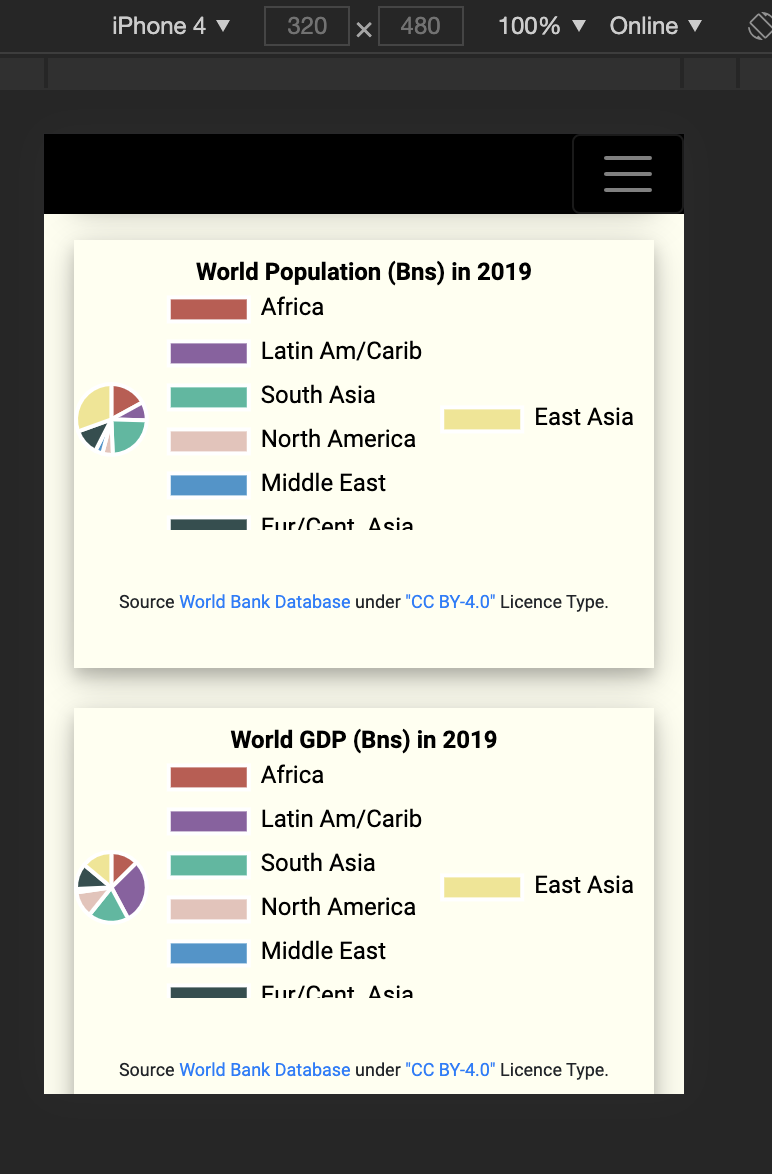 iPhone 4 ▼ 320 × 480 100% ▼ Online ▼
World Population (Bns) in 2019
Africa
Latin Am/Carib
South Asia
East Asia
North America
Middle East
Eur/Cent. Asia
Source World Bank Database under "CC BY-4.0" Licence Type.
World GDP (Bns) in 2019
Africa
Latin Am/Carib
South Asia
East Asia
North America
Middle East
Eur/Cent. Asia
Source World Bank Database under "CC BY-4.0" Licence Type.